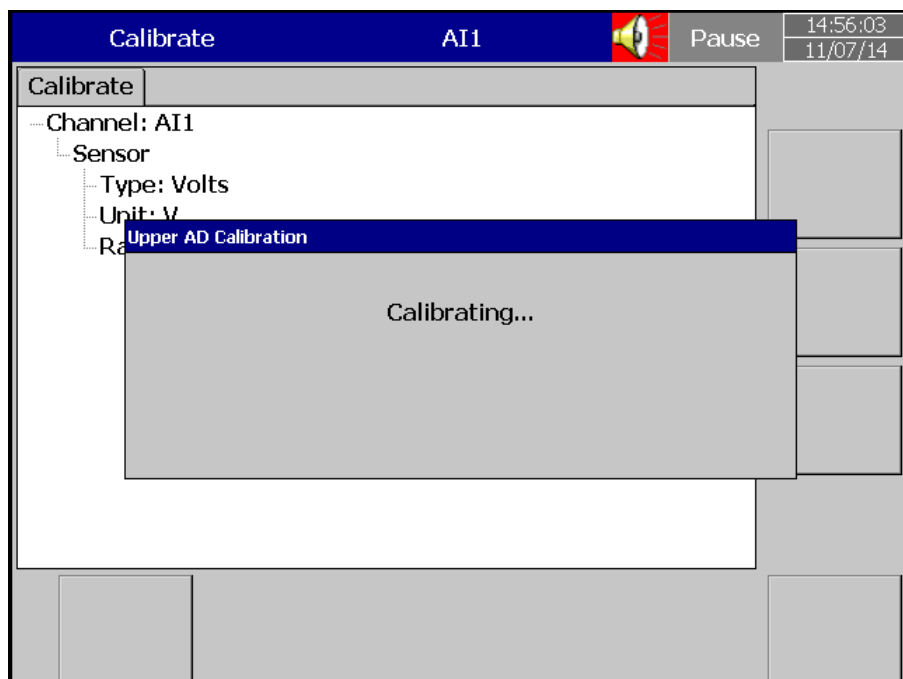 Calibrate AI1 Pause 14:56:03
11/07/14
Calibrate
Channel: AI1
Sensor
Type: Volts
Unit: V
Upper AD Calibration
Calibrating...